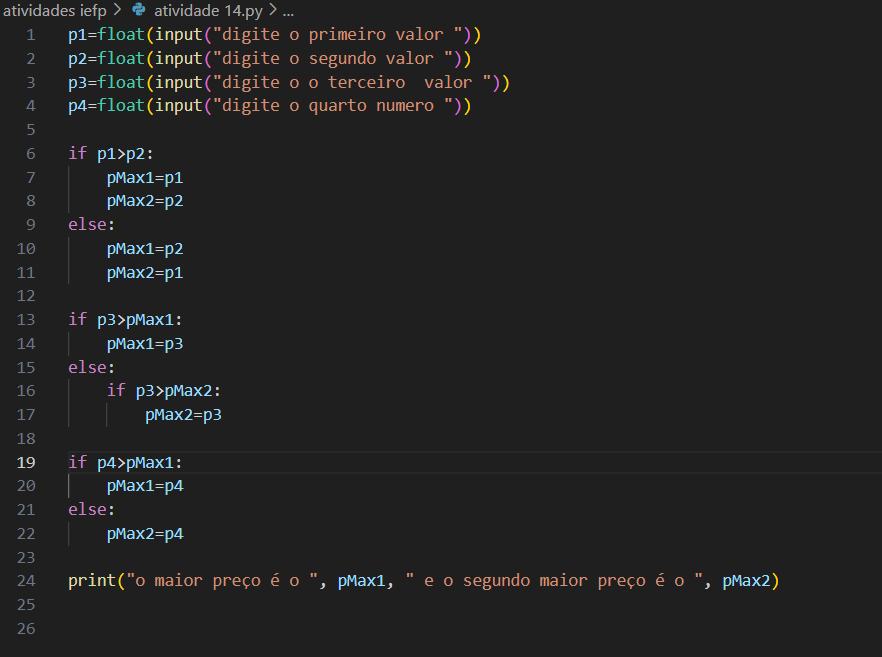 atividades iefp > atividade 14.py > ...
1 p1=float(input("digite o primeiro valor "))
2 p2=float(input("digite o segundo valor "))
3 p3=float(input("digite o o terceiro  valor "))
4 p4=float(input("digite o quarto numero "))
5
6 if p1>p2:
7     pMax1=p1
8     pMax2=p2
9 else:
10     pMax1=p2
11     pMax2=p1
12
13 if p3>pMax1:
14     pMax1=p3
15 else:
16     if p3>pMax2:
17         pMax2=p3
18
19 if p4>pMax1:
20     pMax1=p4
21 else:
22     pMax2=p4
23
24 print("o maior preço é o ", pMax1, " e o segundo maior preço é o ", pMax2)
25
26